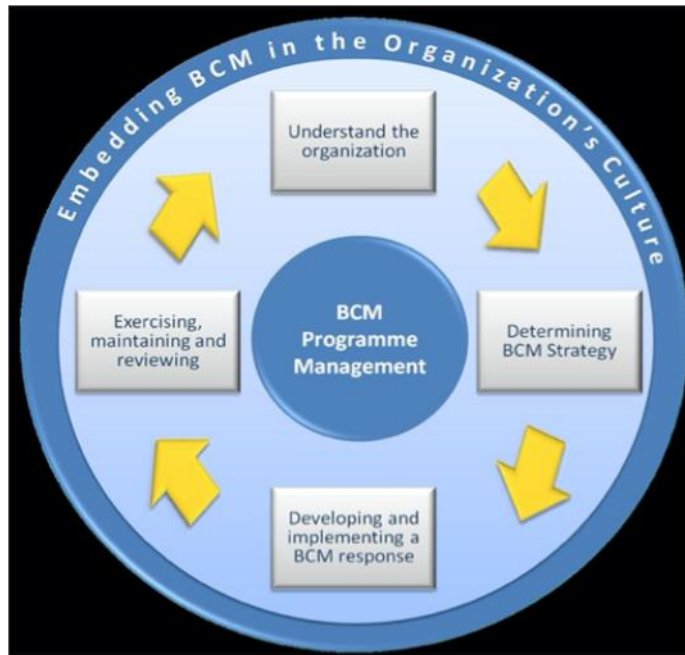 Embedding BCM in the Organization's Culture
Understand the
organization
Exercising,
maintaining and
reviewing
BCM
Programme
Management
Determining
BCM Strategy
Developing and
implementing a
BCM response